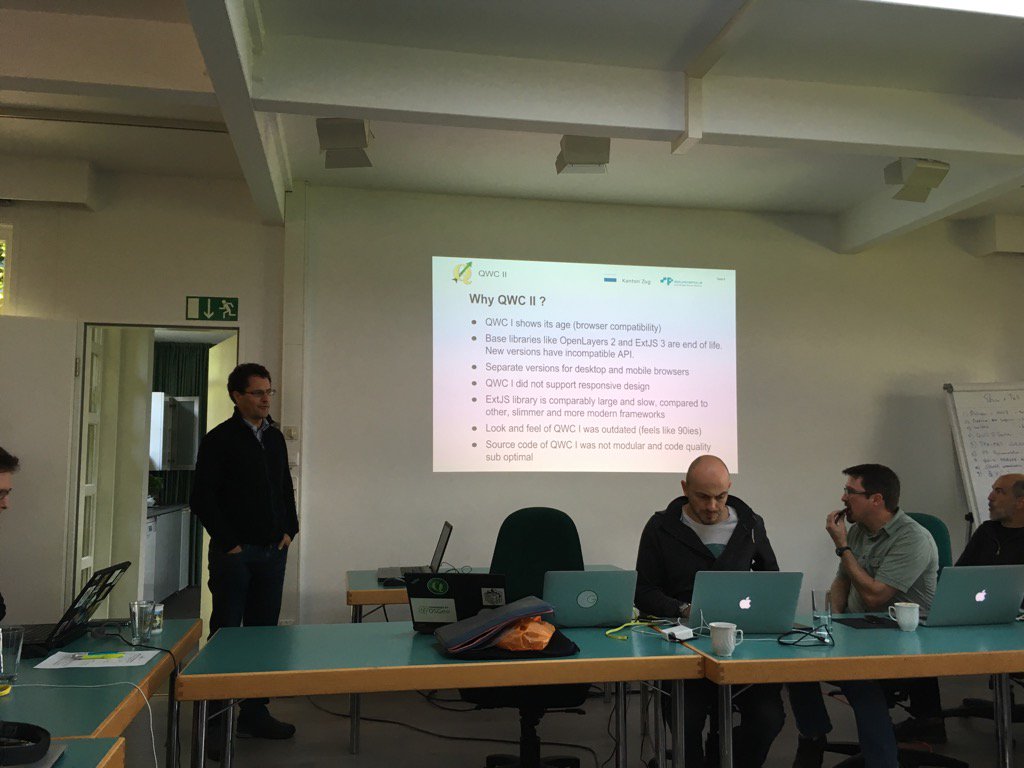 QWC II
Kanton Zug
Why QWC II ?
QWC I shows its age (browser compatibility)
Base libraries like OpenLayers 2 and ExtJS 3 are end of life.
New versions have incompatible API.
Separate versions for desktop and mobile browsers
QWC I did not support responsive design
ExtJS library is comparably large and slow, compared to
other, slimmer and more modern frameworks
Look and feel of QWC I was outdated (feels like 90ies)
Source code of QWC I was not modular and code quality
sub optimal
OSGeo